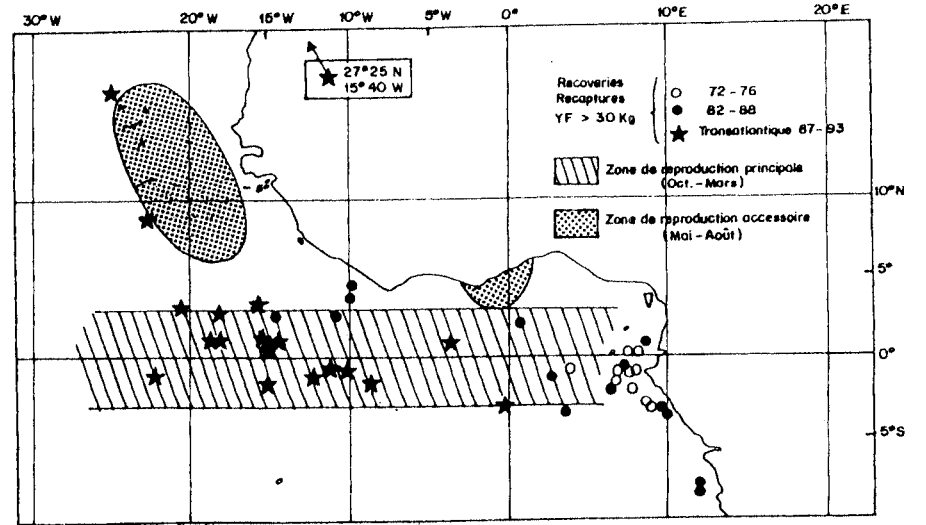 30°W
20°W
15°W
10°W
5°W
0°
10°E
20°E
27°25 N
15°40 W
Recoveries
Recaptures
YF > 30 Kg
72-76
82-88
Transatlantique 87-93
Zone de reproduction principale
(Oct.-Mars)
Zone de reproduction accessoire
(Mai-Août)
10°N
5°
0°
5°S